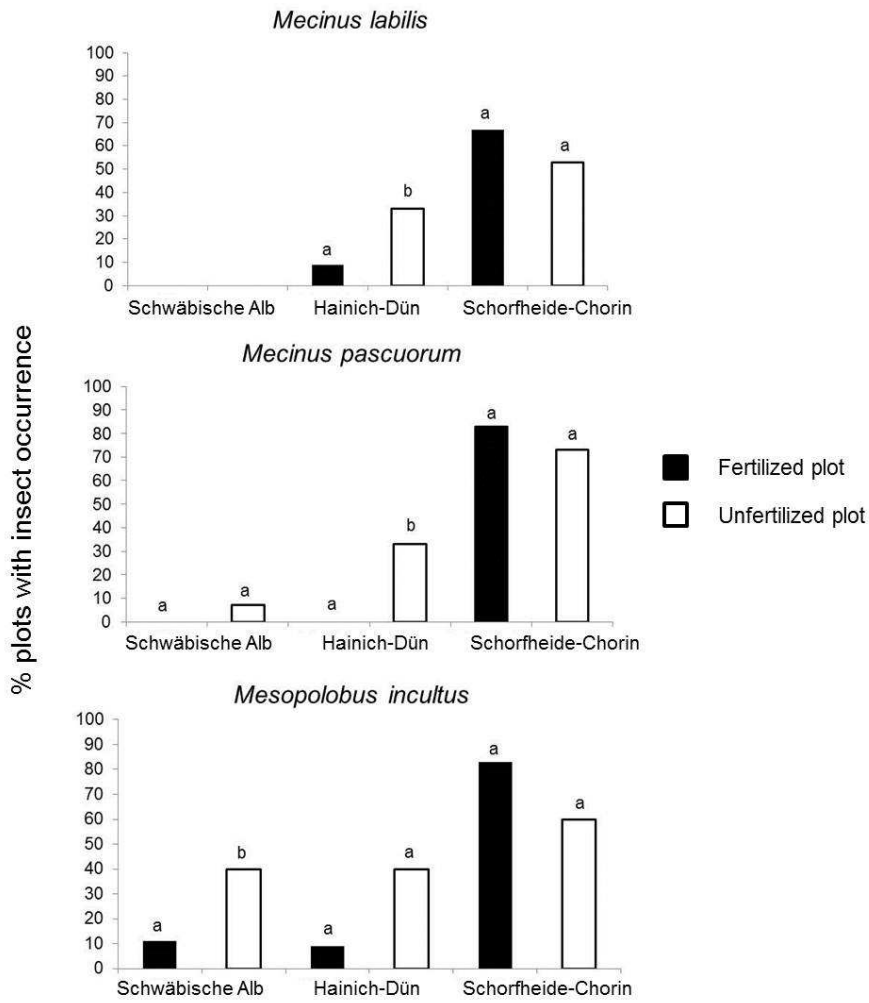 Mecinus labilis
100
90
80
70
60
50
40
30
20
10
0
a
b
a
a
Schwäbische Alb Hainich-Dün Schorfheide-Chorin
% plots with insect occurrence
Mecinus pascuorum
100
90
80
70
60
50
40
30
20
10
0
a
a
a
b
a
a
Schwäbische Alb Hainich-Dün Schorfheide-Chorin
Fertilized plot
Unfertilized plot
Mesopolobus incultus
100
90
80
70
60
50
40
30
20
10
0
a
b
a
a
a
a
Schwäbische Alb Hainich-Dün Schorfheide-Chorin